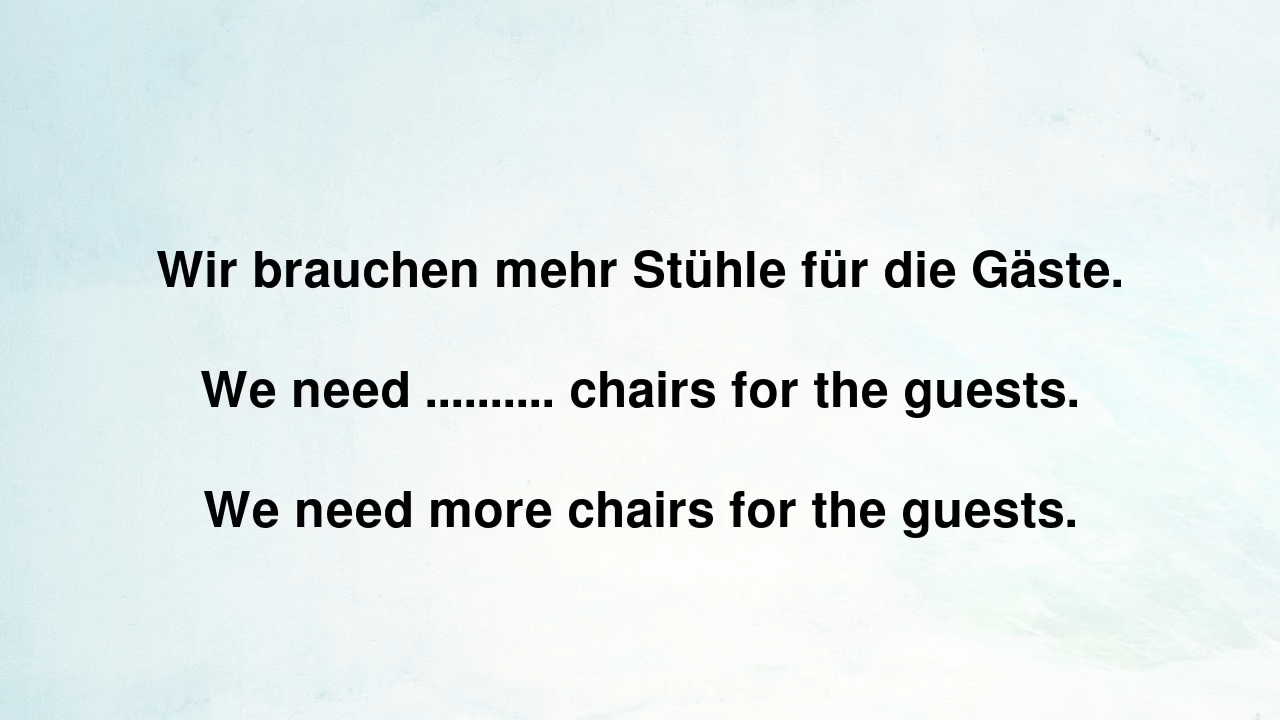 Wir brauchen mehr Stühle für die Gäste.
We need .......... chairs for the guests.
We need more chairs for the guests.